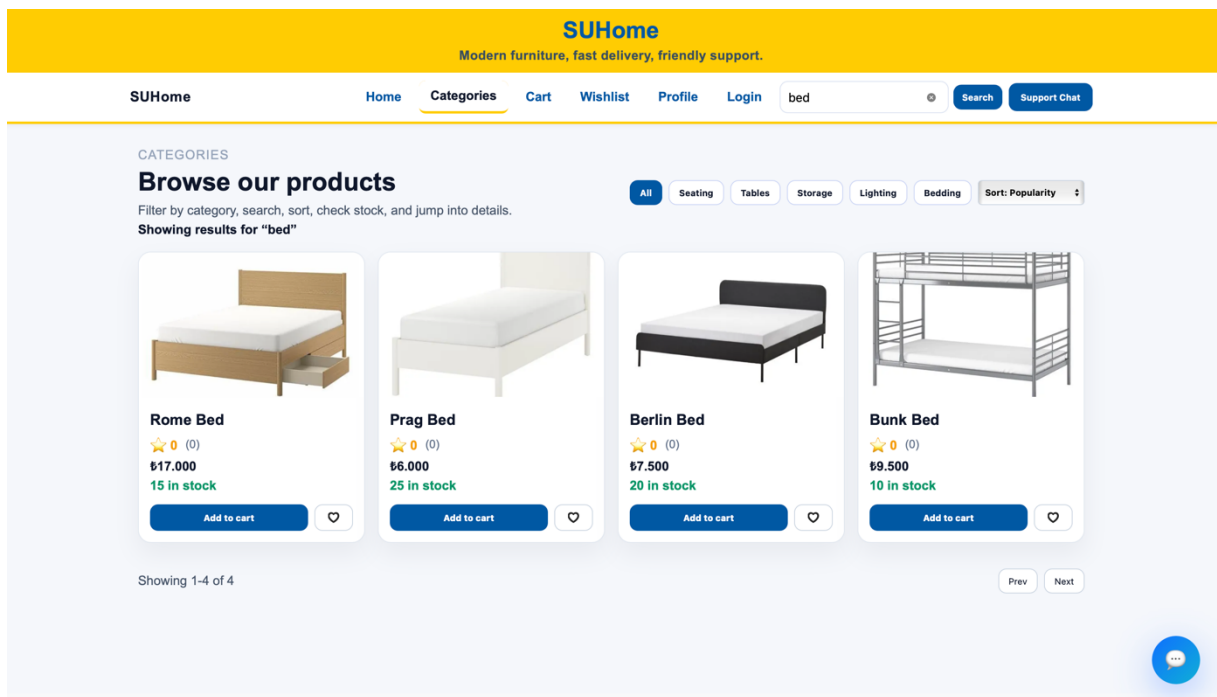 SUHome
Modern furniture, fast delivery, friendly support.
SUHome Home Categories Cart Wishlist Profile Login bed Search Support Chat
CATEGORIES
Browse our products
All Seating Tables Storage Lighting Bedding Sort: Popularity
Filter by category, search, sort, check stock, and jump into details.
Showing results for “bed”
Rome Bed
0 (0)
₺17.000
15 in stock
Add to cart
Prag Bed
0 (0)
₺6.000
25 in stock
Add to cart
Berlin Bed
0 (0)
₺7.500
20 in stock
Add to cart
Bunk Bed
0 (0)
₺9.500
10 in stock
Add to cart
Showing 1-4 of 4
Prev Next